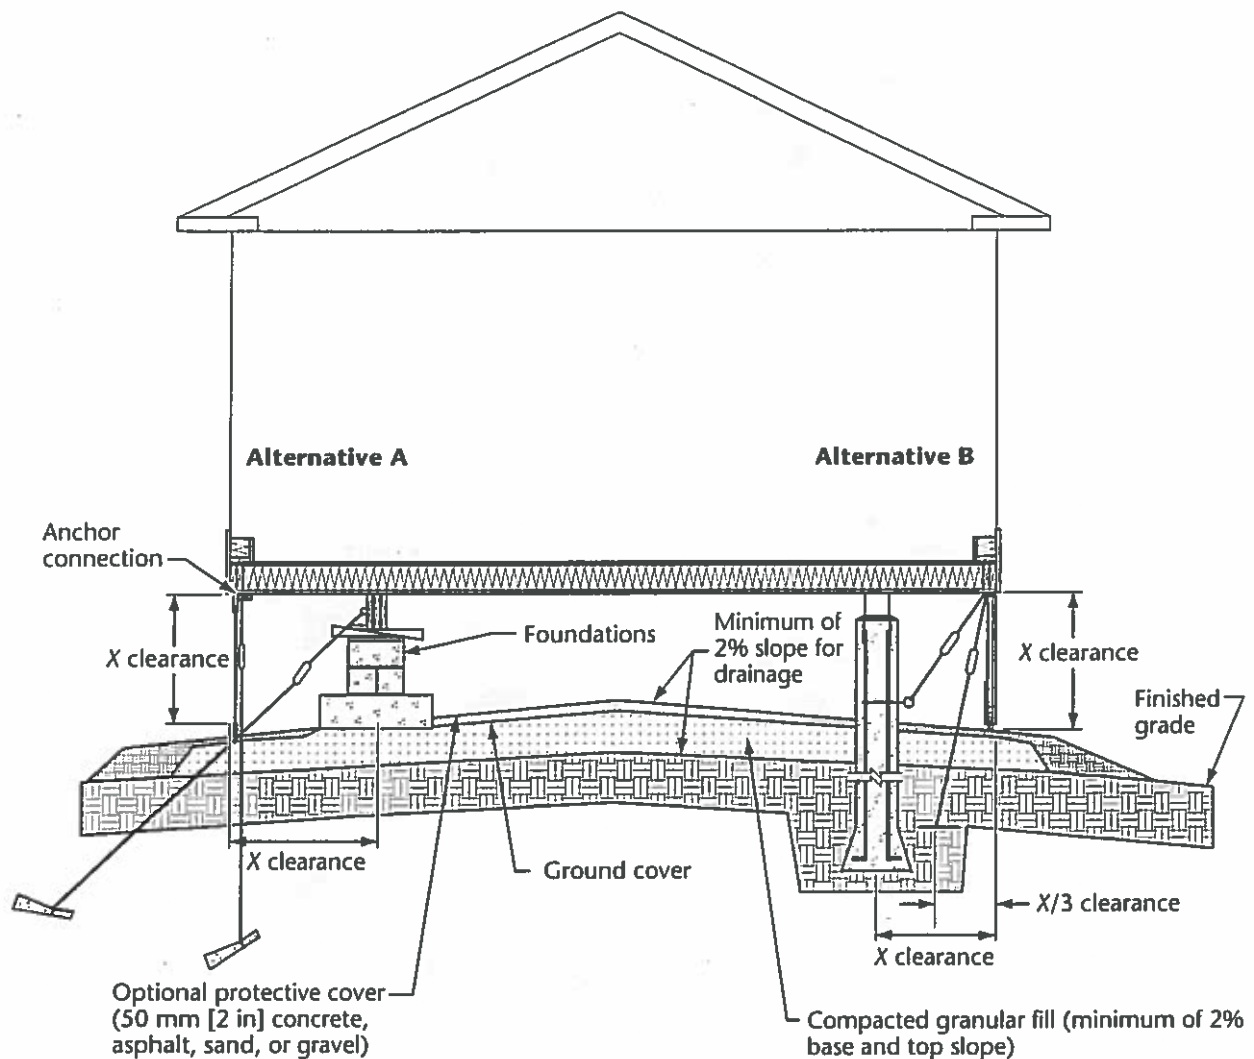 Alternative A
Alternative B
Anchor
connection
X clearance
Foundations
Minimum of
2% slope for
drainage
X clearance
Finished
grade
X clearance
Ground cover
X/3 clearance
X clearance
Optional protective cover
(50 mm [2 in] concrete,
asphalt, sand, or gravel)
Compacted granular fill (minimum of 2%
base and top slope)